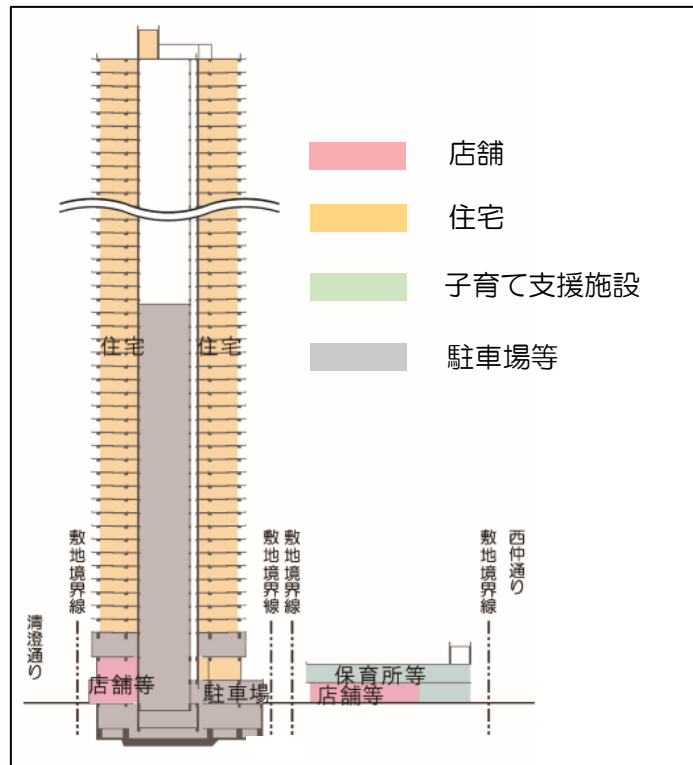 店舗
住宅
子育て支援施設
駐車場等
住宅
住宅
清澄通り
敷地境界線
敷地境界線
敷地境界線
敷地境界線
西仲通り
店舗等
駐車場
保育所等
店舗等